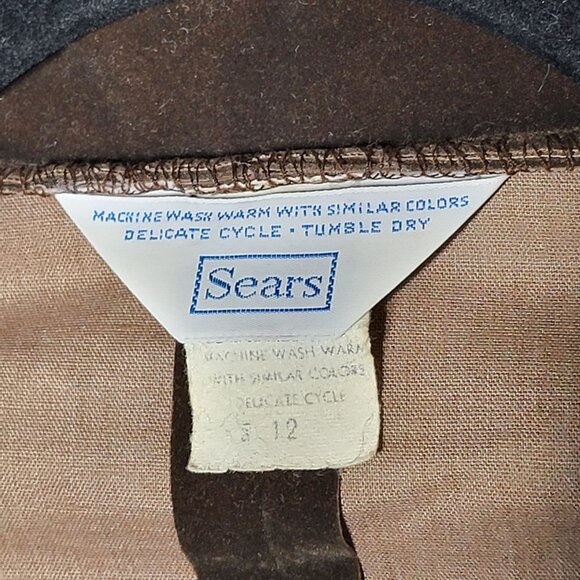 MACHINE WASH WARM WITH SIMILAR COLORS
DELICATE CYCLE • TUMBLE DRY
Sears
MACHINE WASH WARM
WITH SIMILAR COLORS
DELICATE CYCLE
12